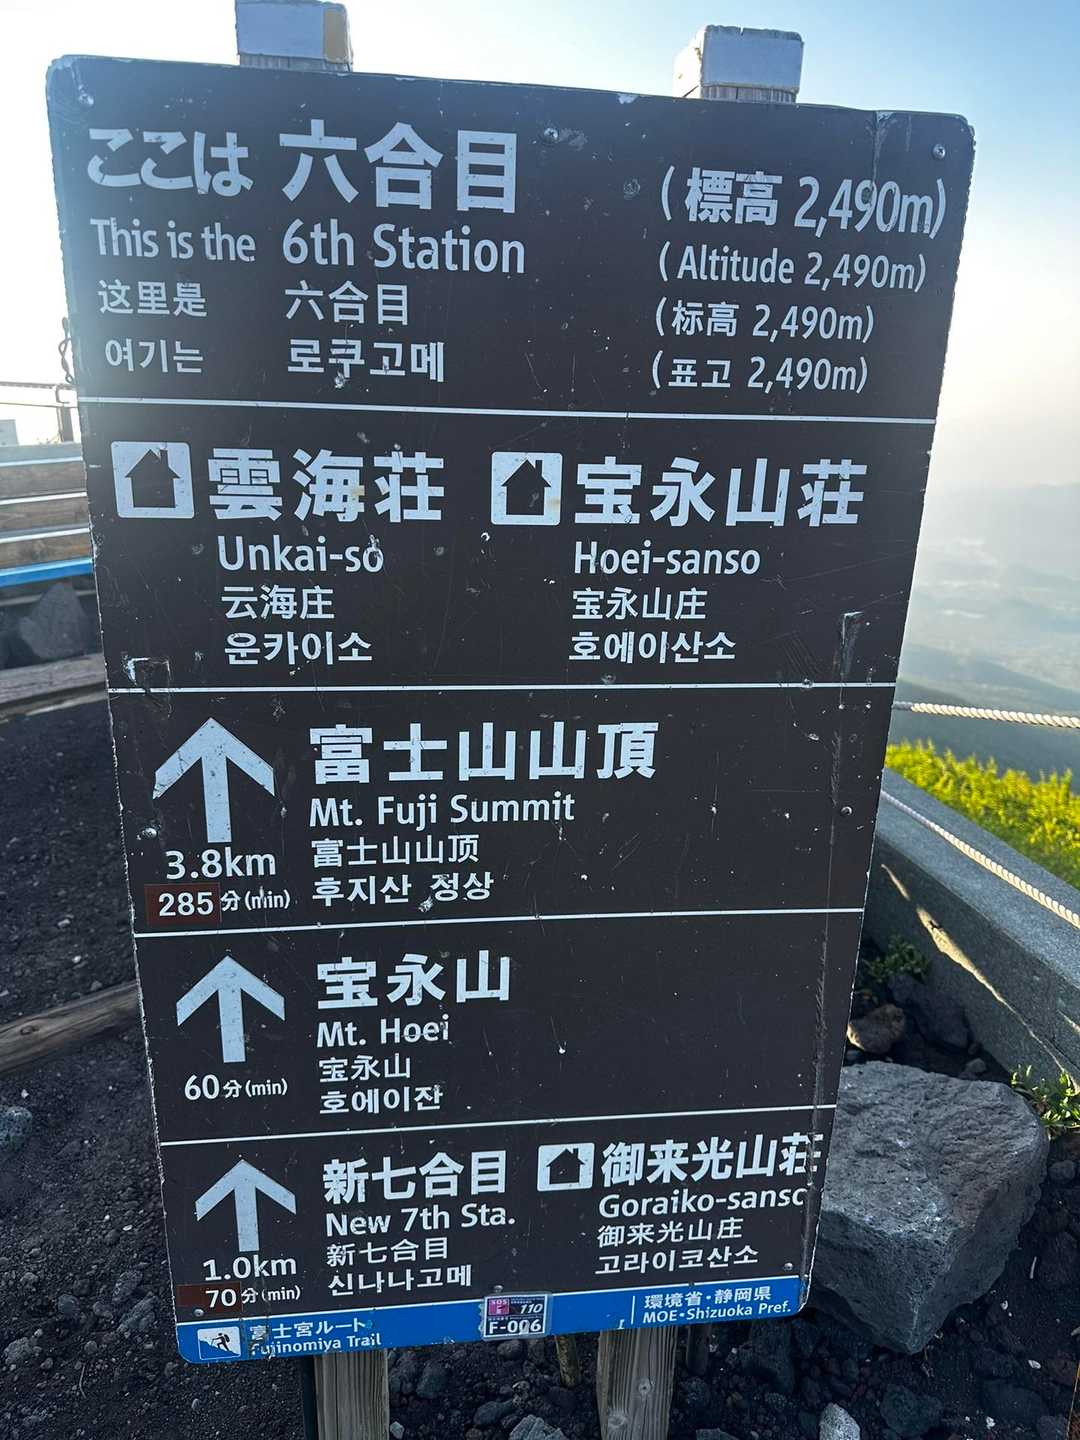 ここは 六合目 (標高 2,490m)
This is the 6th Station (Altitude 2,490m)
这里是 六合目 (标高 2,490m)
여기는 로쿠고메 (표고 2,490m)
雲海荘 宝永山荘
Unkai-so Hoei-sanso
云海庄 宝永山庄
운카이소 호에이산소
富士山山頂
Mt. Fuji Summit
3.8km 富士山山顶
285分(min) 후지산 정상
宝永山
Mt. Hoei
60分(min) 宝永山
호에이잔
新七合目 御来光山荘
New 7th Sta. Goraiko-sanso
1.0km 新七合目 御来光山庄
70分(min) 신나나고메 고라이코산소
富士宮ルート 110 環境省・静岡県
Fujinomiya Trail F-006 MOE・Shizuoka Pref.